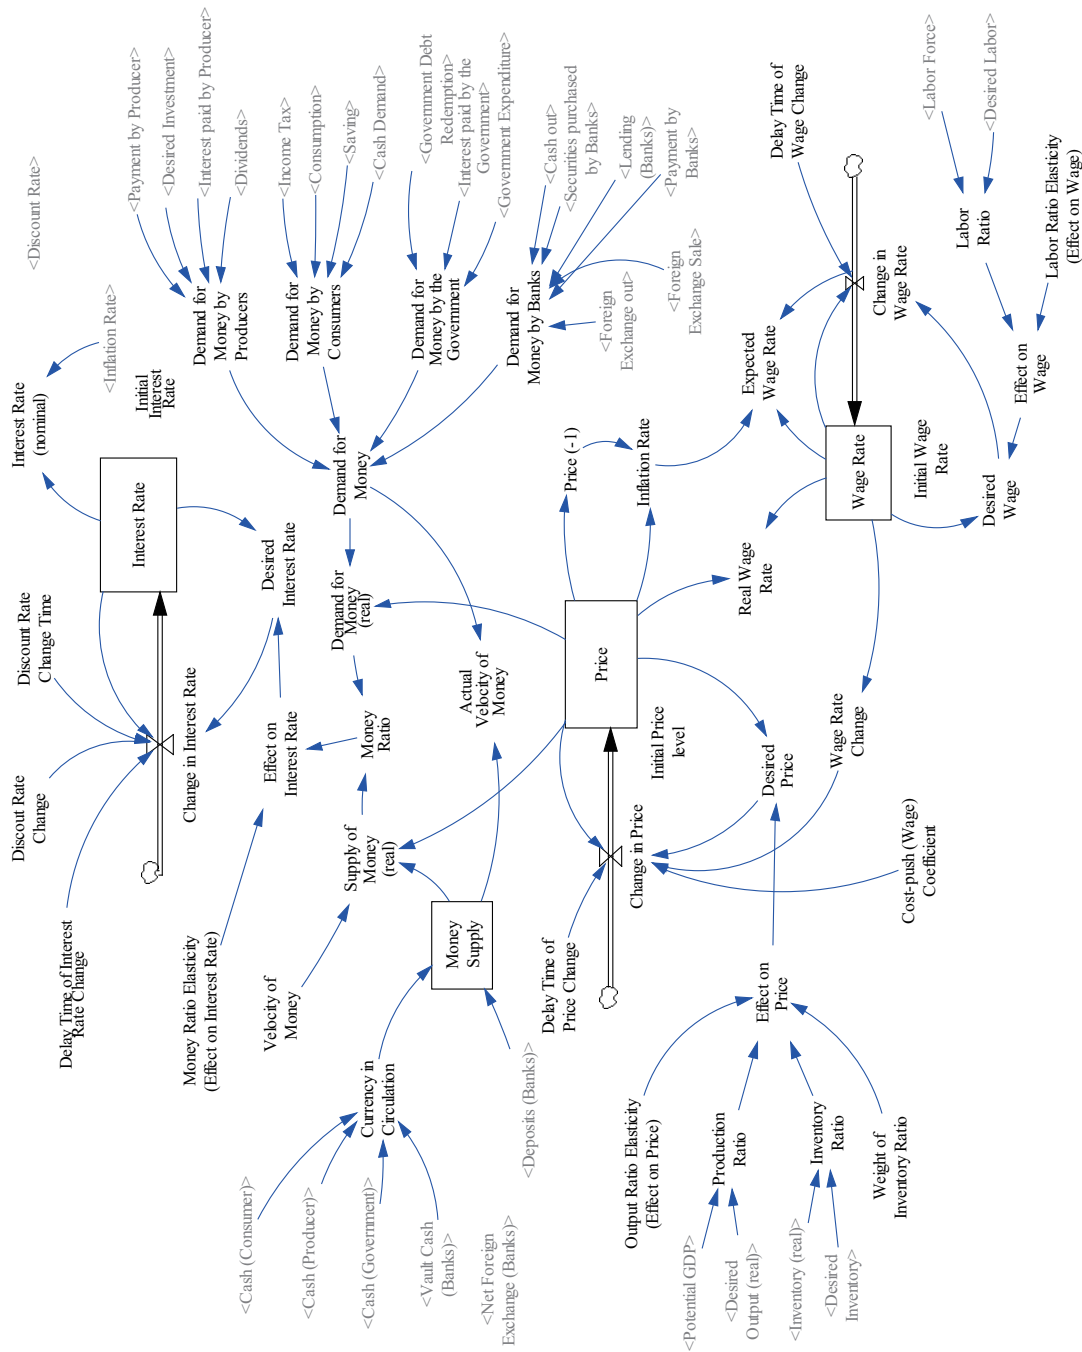 Delay Time of Interest
Rate Change
Discout Rate
Change
Discount Rate
Change Time
Interest Rate
(nominal)
<Discount Rate>
<Inflation Rate>
Interest Rate
Initial
Interest
Rate
Change in Interest Rate
Money Ratio Elasticity
(Effect on Interest Rate)
Effect on
Interest Rate
Desired
Interest Rate
<Payment by Producer>
<Desired Investment>
<Interest paid by Producer>
<Dividends>
Demand for
Money by
Producers
Velocity of
Money
<Income Tax>
<Consumption>
<Saving>
<Cash Demand>
Demand for
Money by
Consumers
<Cash (Consumer)>
<Cash (Producer)>
<Cash (Government)>
<Vault Cash
(Banks)>
<Net Foreign
Exchange (Banks)>
Currency in
Circulation
<Deposits (Banks)>
Supply of
Money
(real)
Money
Ratio
Demand for
Money
(real)
Demand for
Money
Money
Supply
Actual
Velocity of
Money
<Government Debt
Redemption>
<Interest paid by the
Government>
<Government Expenditure>
Demand for
Money by the
Government
<Cash out>
<Securities purchased
by Banks>
<Lending
(Banks)>
<Payment by
Banks>
Demand for
Money by Banks
<Foreign
Exchange out>
<Foreign
Exchange Sale>
Delay Time of
Price Change
Change in Price
Price
Initial Price
level
Price (-1)
Inflation Rate
Output Ratio Elasticity
(Effect on Price)
<Potential GDP>
<Desired
Output (real)>
Production
Ratio
<Inventory (real)>
<Desired
Inventory>
Inventory
Ratio
Weight of
Inventory Ratio
Effect on
Price
Desired
Price
Wage Rate
Change
Cost-push (Wage)
Coefficient
Real Wage
Rate
Expected
Wage Rate
Delay Time of
Wage Change
Wage Rate
Initial Wage
Rate
Change in
Wage Rate
<Labor Force>
<Desired Labor>
Labor
Ratio
Desired
Wage
Effect on
Wage
Labor Ratio Elasticity
(Effect on Wage)